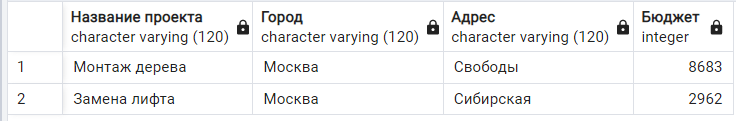 Название проекта Город Адрес Бюджет
character varying (120) character varying (120) character varying (120) integer
1 Монтаж дерева Москва Свободы 8683
2 Замена лифта Москва Сибирская 2962